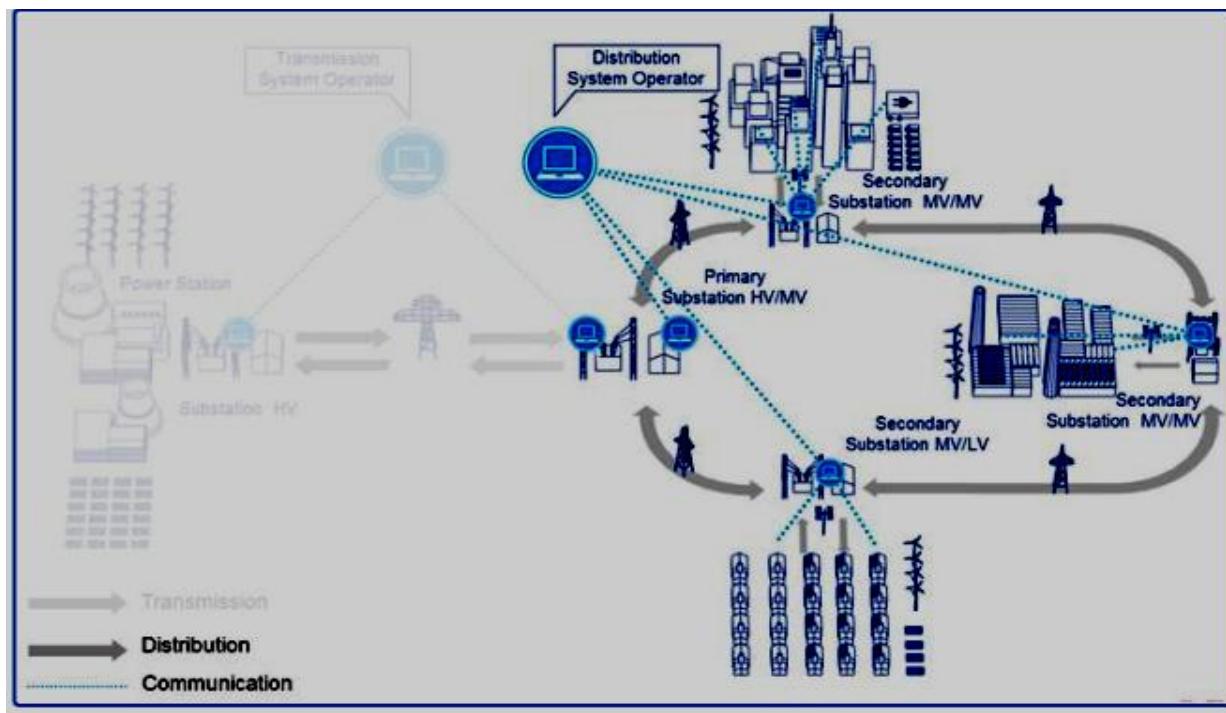 Transmission
System Operator
Distribution
System Operator
Secondary
Substation MV/MV
Power Station
Primary
Substation HV/MV
Substation HV
Secondary
Substation MV/MV
Secondary
Substation MV/LV
Transmission
Distribution
Communication